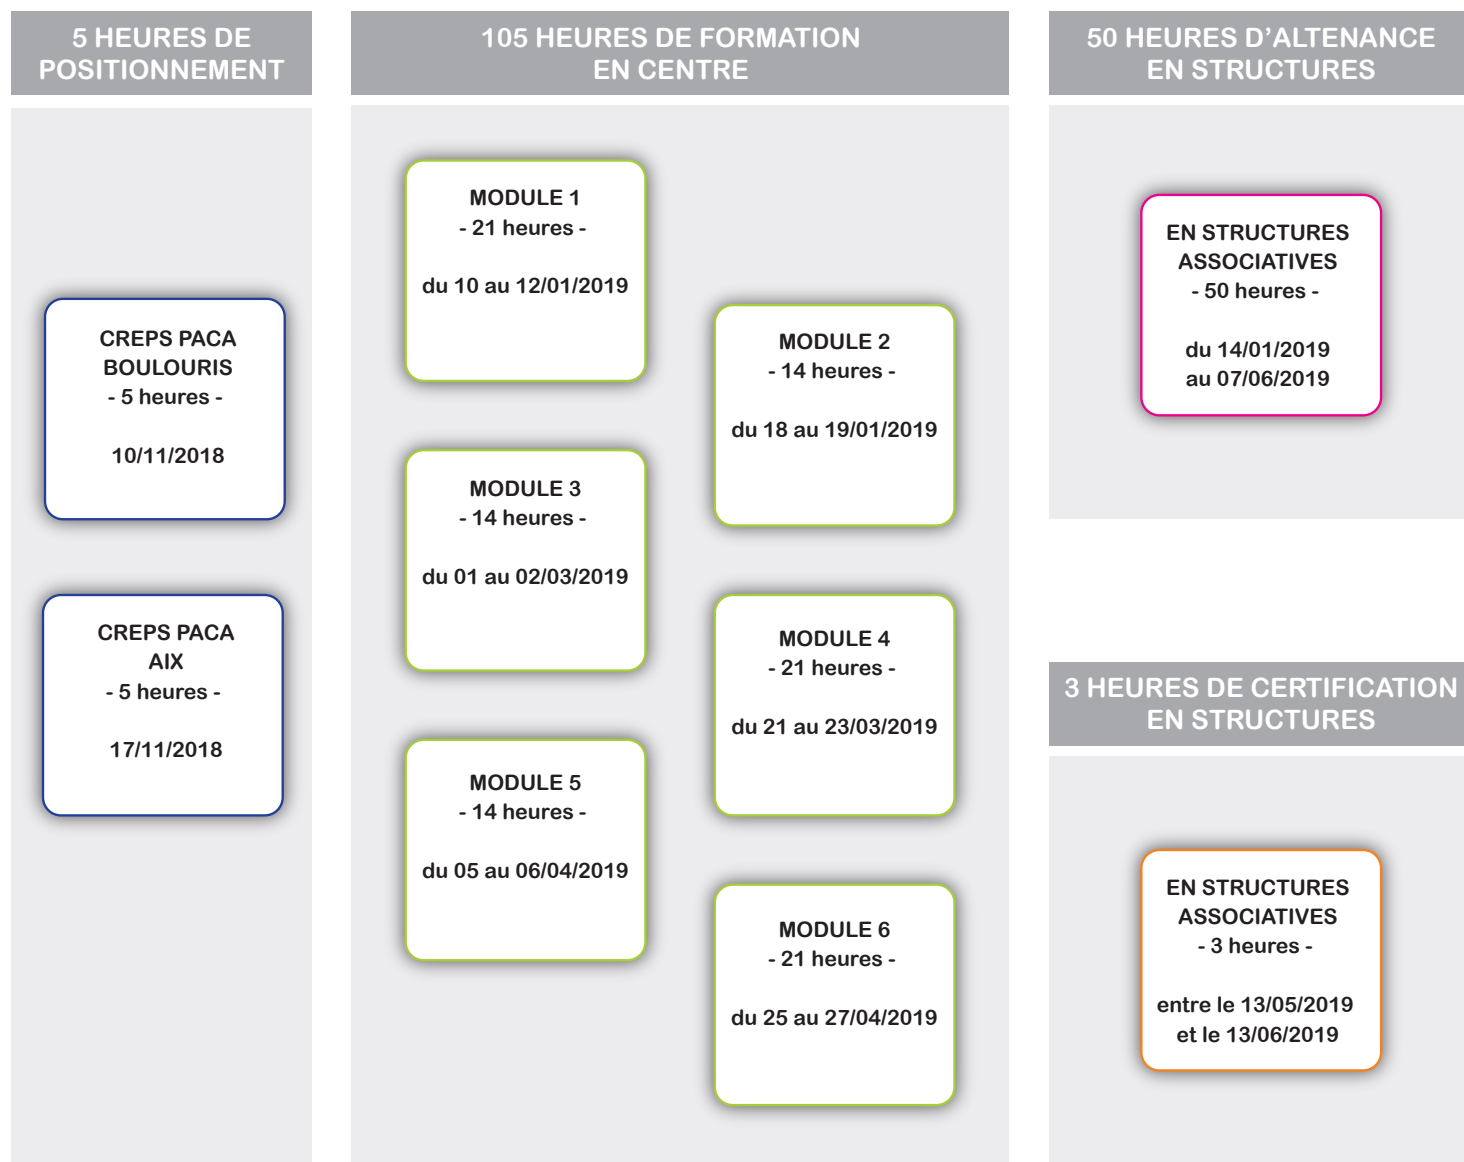 5 HEURES DE
POSITIONNEMENT
CREPS PACA
BOULOURIS
- 5 heures -
10/11/2018
CREPS PACA
AIX
- 5 heures -
17/11/2018
105 HEURES DE FORMATION
EN CENTRE
MODULE 1
- 21 heures -
du 10 au 12/01/2019
MODULE 2
- 14 heures -
du 18 au 19/01/2019
MODULE 3
- 14 heures -
du 01 au 02/03/2019
MODULE 4
- 21 heures -
du 21 au 23/03/2019
MODULE 5
- 14 heures -
du 05 au 06/04/2019
MODULE 6
- 21 heures -
du 25 au 27/04/2019
50 HEURES D’ALTENANCE
EN STRUCTURES
EN STRUCTURES
ASSOCIATIVES
- 50 heures -
du 14/01/2019
au 07/06/2019
3 HEURES DE CERTIFICATION
EN STRUCTURES
EN STRUCTURES
ASSOCIATIVES
- 3 heures -
entre le 13/05/2019
et le 13/06/2019